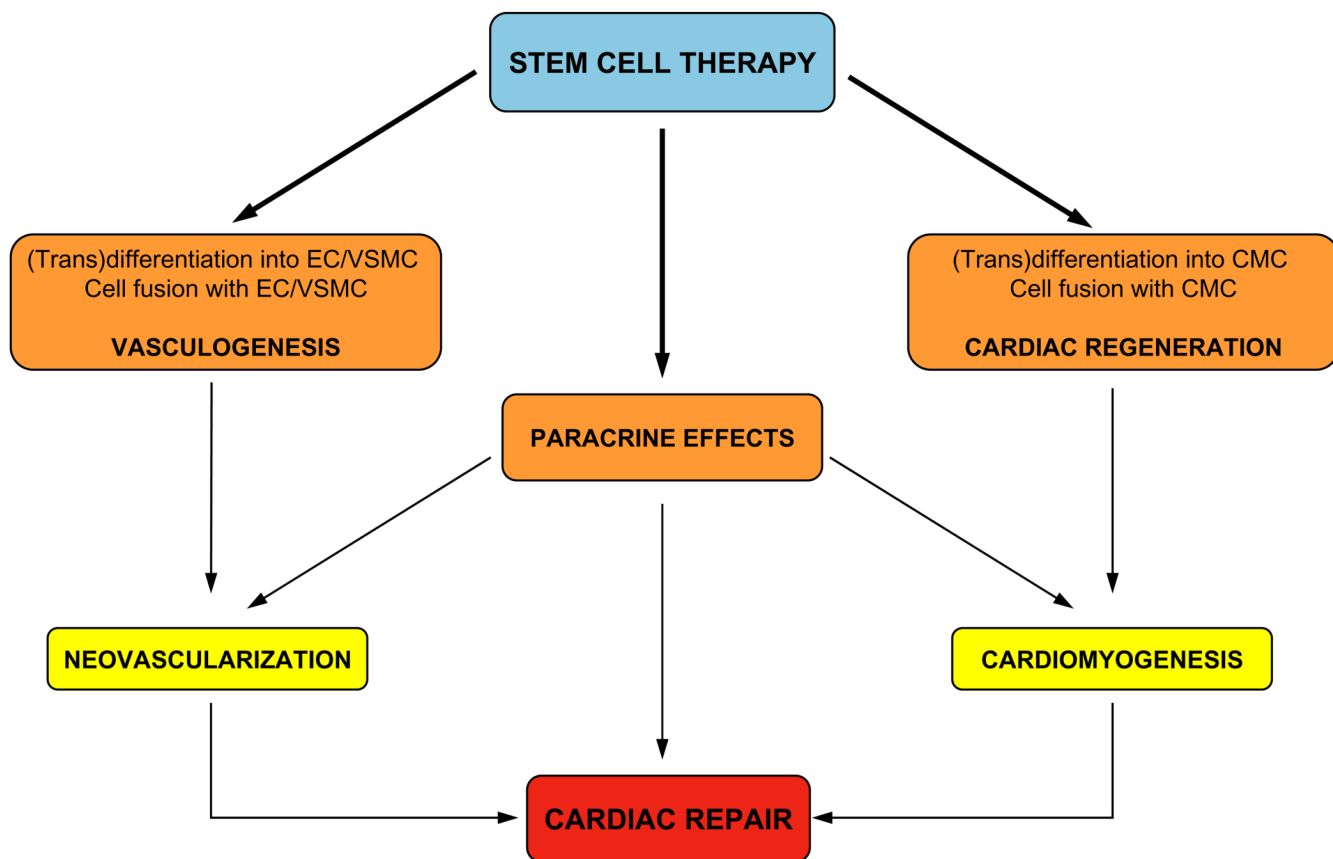 STEM CELL THERAPY
(Trans)differentiation into EC/VSMC
Cell fusion with EC/VSMC
VASCULOGENESIS
(Trans)differentiation into CMC
Cell fusion with CMC
CARDIAC REGENERATION
PARACRINE EFFECTS
NEOVASCULARIZATION
CARDIOMYOGENESIS
CARDIAC REPAIR